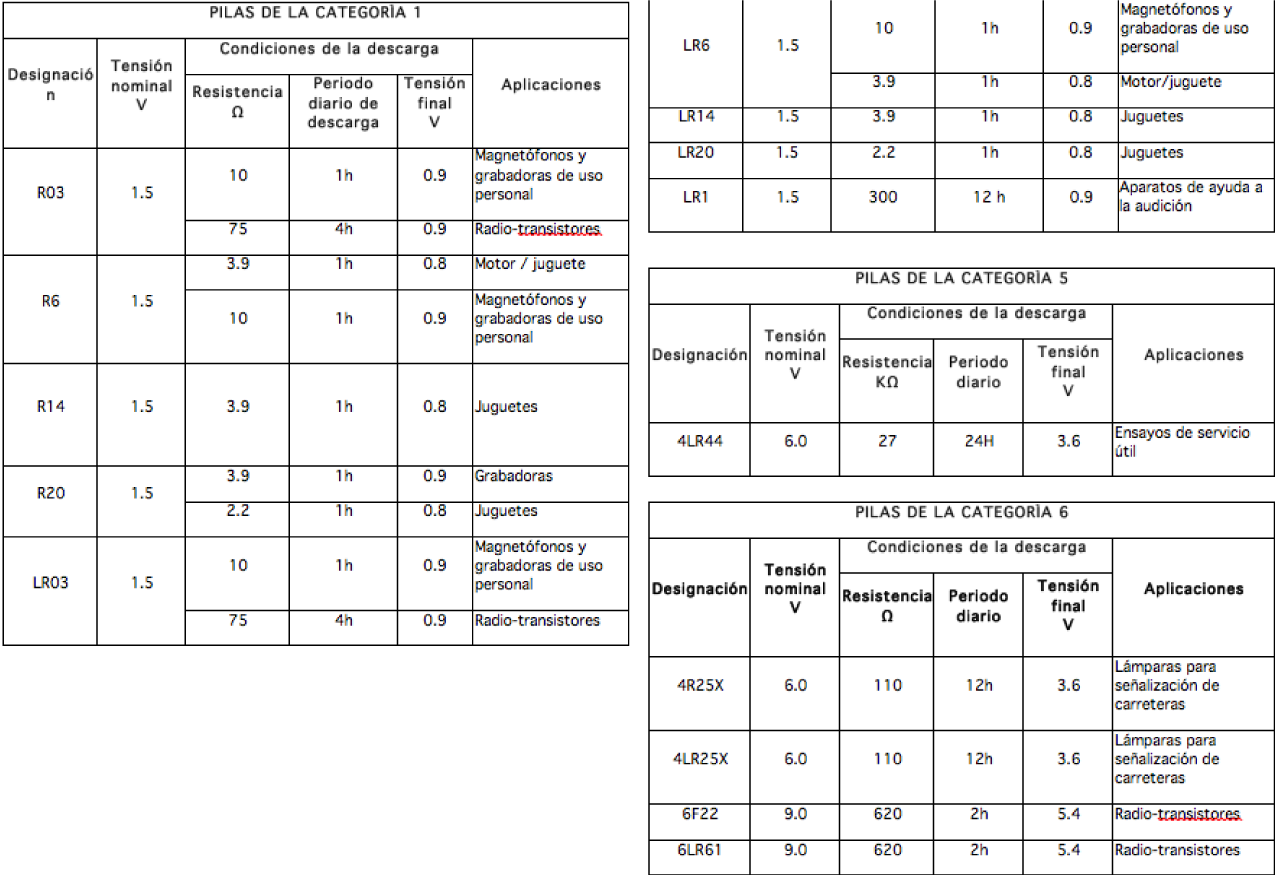 PILAS DE LA CATEGORÌA 1
Designació
n
Tensión
nominal
V
Condiciones de la descarga
Resistencia
Ω
Periodo
diario de
descarga
Tensión
final
V
Aplicaciones
R03
1.5
10
1h
0.9
Magnetófonos y
grabadoras de uso
personal
75
4h
0.9
Radio-transistores
R6
1.5
3.9
1h
0.8
Motor / juguete
10
1h
0.9
Magnetófonos y
grabadoras de uso
personal
R14
1.5
3.9
1h
0.8
Juguetes
R20
1.5
3.9
1h
0.9
Grabadoras
2.2
1h
0.8
Juguetes
LR03
1.5
10
1h
0.9
Magnetófonos y
grabadoras de uso
personal
75
4h
0.9
Radio-transistores
LR6
1.5
10
1h
0.9
Magnetófonos y
grabadoras de uso
personal
3.9
1h
0.8
Motor/juguete
LR14
1.5
3.9
1h
0.8
Juguetes
LR20
1.5
2.2
1h
0.8
Juguetes
LR1
1.5
300
12 h
0.9
Aparatos de ayuda a
la audición
PILAS DE LA CATEGORÌA 5
Designación
Tensión
nominal
V
Condiciones de la descarga
Resistencia
KΩ
Periodo
diario
Tensión
final
V
Aplicaciones
4LR44
6.0
27
24H
3.6
Ensayos de servicio
útil
PILAS DE LA CATEGORÌA 6
Designación
Tensión
nominal
V
Condiciones de la descarga
Resistencia
Ω
Periodo
diario
Tensión
final
V
Aplicaciones
4R25X
6.0
110
12h
3.6
Lámparas para
señalización de
carreteras
4LR25X
6.0
110
12h
3.6
Lámparas para
señalización de
carreteras
6F22
9.0
620
2h
5.4
Radio-transistores
6LR61
9.0
620
2h
5.4
Radio-transistores